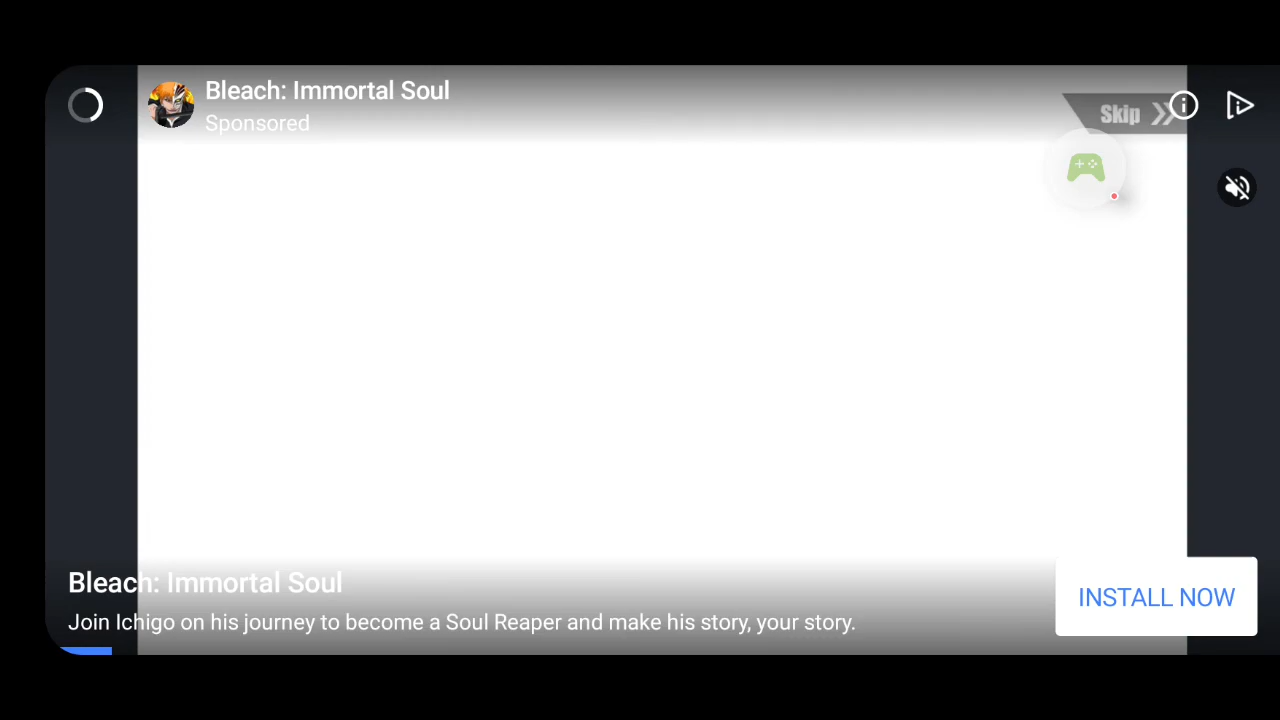 Bleach: Immortal Soul
Sponsored
Skip
Bleach: Immortal Soul
Join Ichigo on his journey to become a Soul Reaper and make his story, your story.
INSTALL NOW